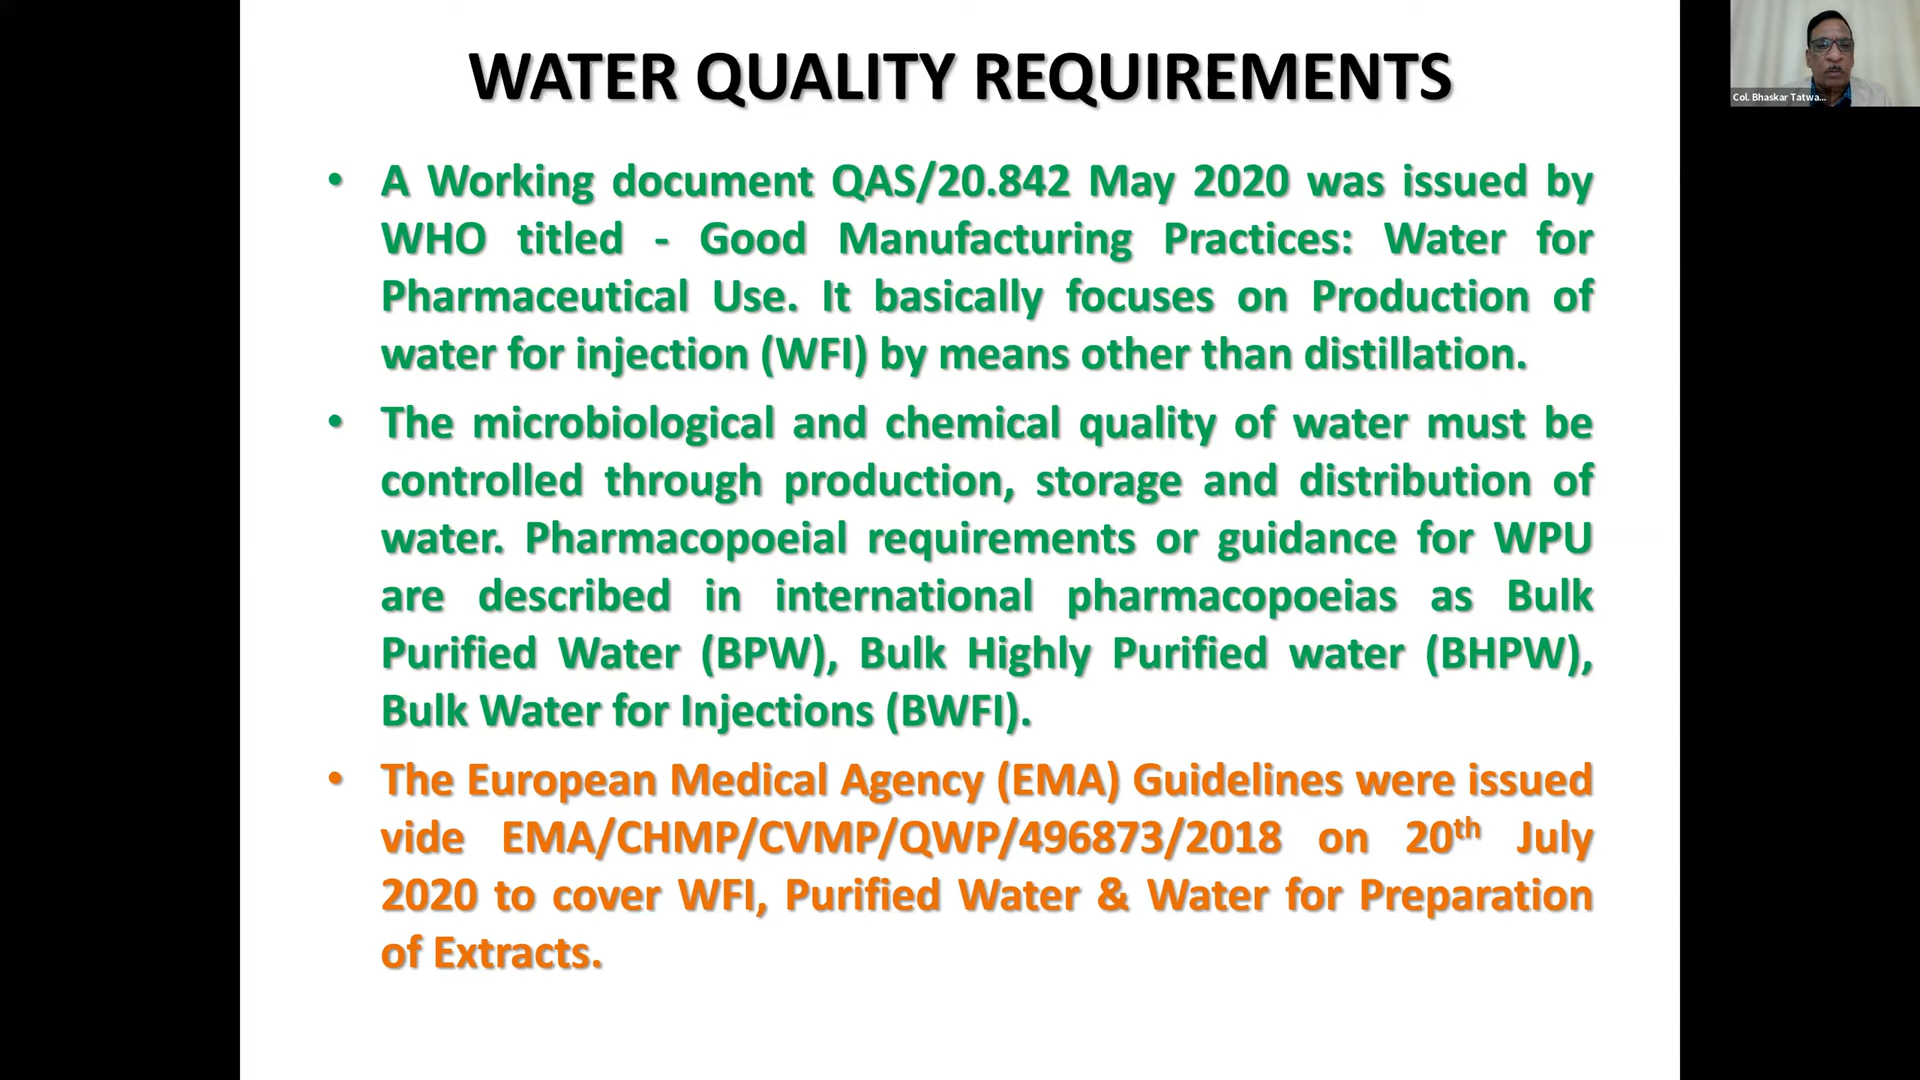 WATER QUALITY REQUIREMENTS
Col. Bhaskar Tatwa...
• A Working document QAS/20.842 May 2020 was issued by
WHO titled - Good Manufacturing Practices: Water for
Pharmaceutical Use. It basically focuses on Production of
water for injection (WFI) by means other than distillation.
• The microbiological and chemical quality of water must be
controlled through production, storage and distribution of
water. Pharmacopoeial requirements or guidance for WPU
are described in international pharmacopoeias as Bulk
Purified Water (BPW), Bulk Highly Purified water (BHPW),
Bulk Water for Injections (BWFI).
• The European Medical Agency (EMA) Guidelines were issued
vide EMA/CHMP/CVMP/QWP/496873/2018 on 20th July
2020 to cover WFI, Purified Water & Water for Preparation
of Extracts.